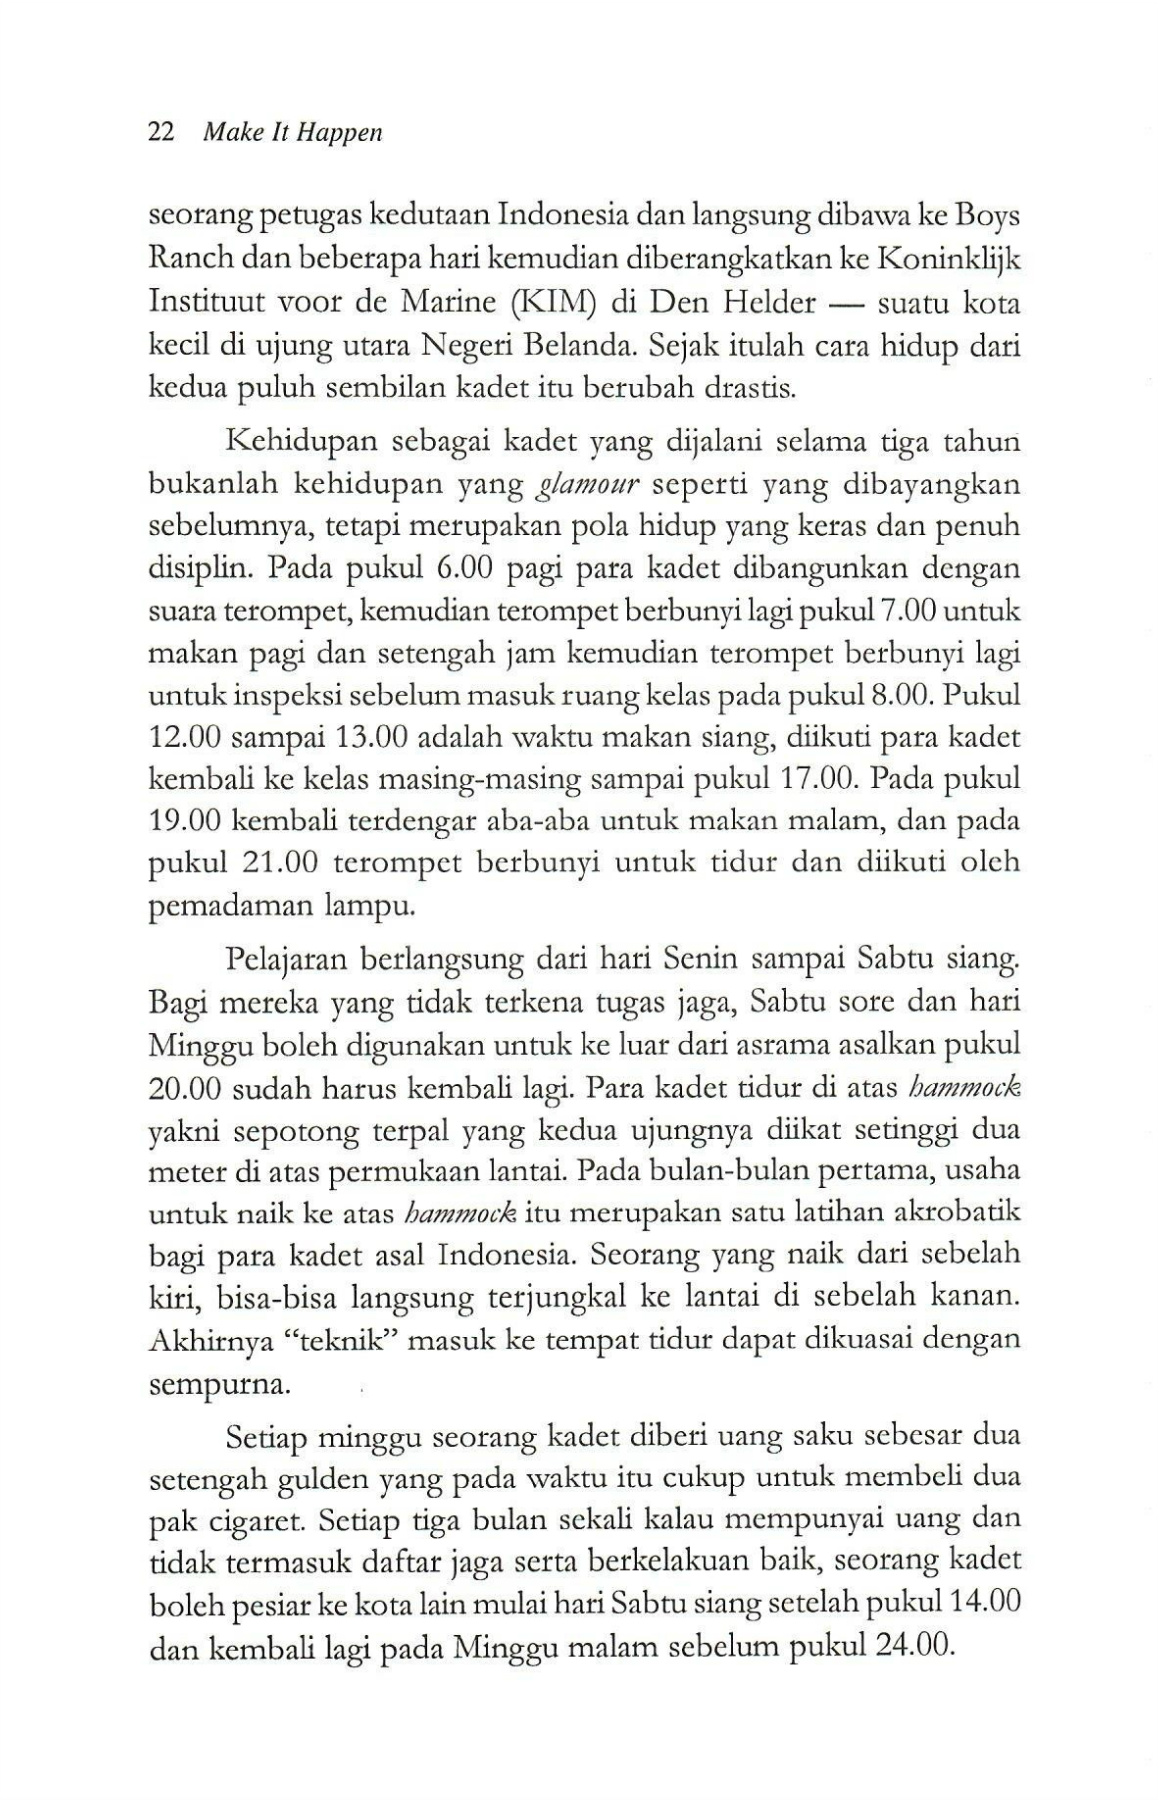 22 Make It Happen
seorang petugas kedutaan Indonesia dan langsung dibawa ke Boys
Ranch dan beberapa hari kemudian diberangkatkan ke Koninklijk
Instituut voor de Marine (KIM) di Den Helder — suatu kota
kecil di ujung utara Negeri Belanda. Sejak itulah cara hidup dari
kedua puluh sembilan kadet itu berubah drastis.
Kehidupan sebagai kadet yang dijalani selama tiga tahun
bukanlah kehidupan yang glamour seperti yang dibayangkan
sebelumnya, tetapi merupakan pola hidup yang keras dan penuh
disiplin. Pada pukul 6.00 pagi para kadet dibangunkan dengan
suara terompet, kemudian terompet berbunyi lagi pukul 7.00 untuk
makan pagi dan setengah jam kemudian terompet berbunyi lagi
untuk inspeksi sebelum masuk ruang kelas pada pukul 8.00. Pukul
12.00 sampai 13.00 adalah waktu makan siang, diikuti para kadet
kembali ke kelas masing-masing sampai pukul 17.00. Pada pukul
19.00 kembali terdengar aba-aba untuk makan malam, dan pada
pukul 21.00 terompet berbunyi untuk tidur dan diikuti oleh
pemadaman lampu.
Pelajaran berlangsung dari hari Senin sampai Sabtu siang.
Bagi mereka yang tidak terkena tugas jaga, Sabtu sore dan hari
Minggu boleh digunakan untuk ke luar dari asrama asalkan pukul
20.00 sudah harus kembali lagi. Para kadet tidur di atas hammock
yakni sepotong terpal yang kedua ujungnya diikat setinggi dua
meter di atas permukaan lantai. Pada bulan-bulan pertama, usaha
untuk naik ke atas hammock itu merupakan satu latihan akrobatik
bagi para kadet asal Indonesia. Seorang yang naik dari sebelah
kiri, bisa-bisa langsung terjungkal ke lantai di sebelah kanan.
Akhirnya “teknik” masuk ke tempat tidur dapat dikuasai dengan
sempurna.
Setiap minggu seorang kadet diberi uang saku sebesar dua
setengah gulden yang pada waktu itu cukup untuk membeli dua
pak cigaret. Setiap tiga bulan sekali kalau mempunyai uang dan
tidak termasuk daftar jaga serta berkelakuan baik, seorang kadet
boleh pesiar ke kota lain mulai hari Sabtu siang setelah pukul 14.00
dan kembali lagi pada Minggu malam sebelum pukul 24.00.